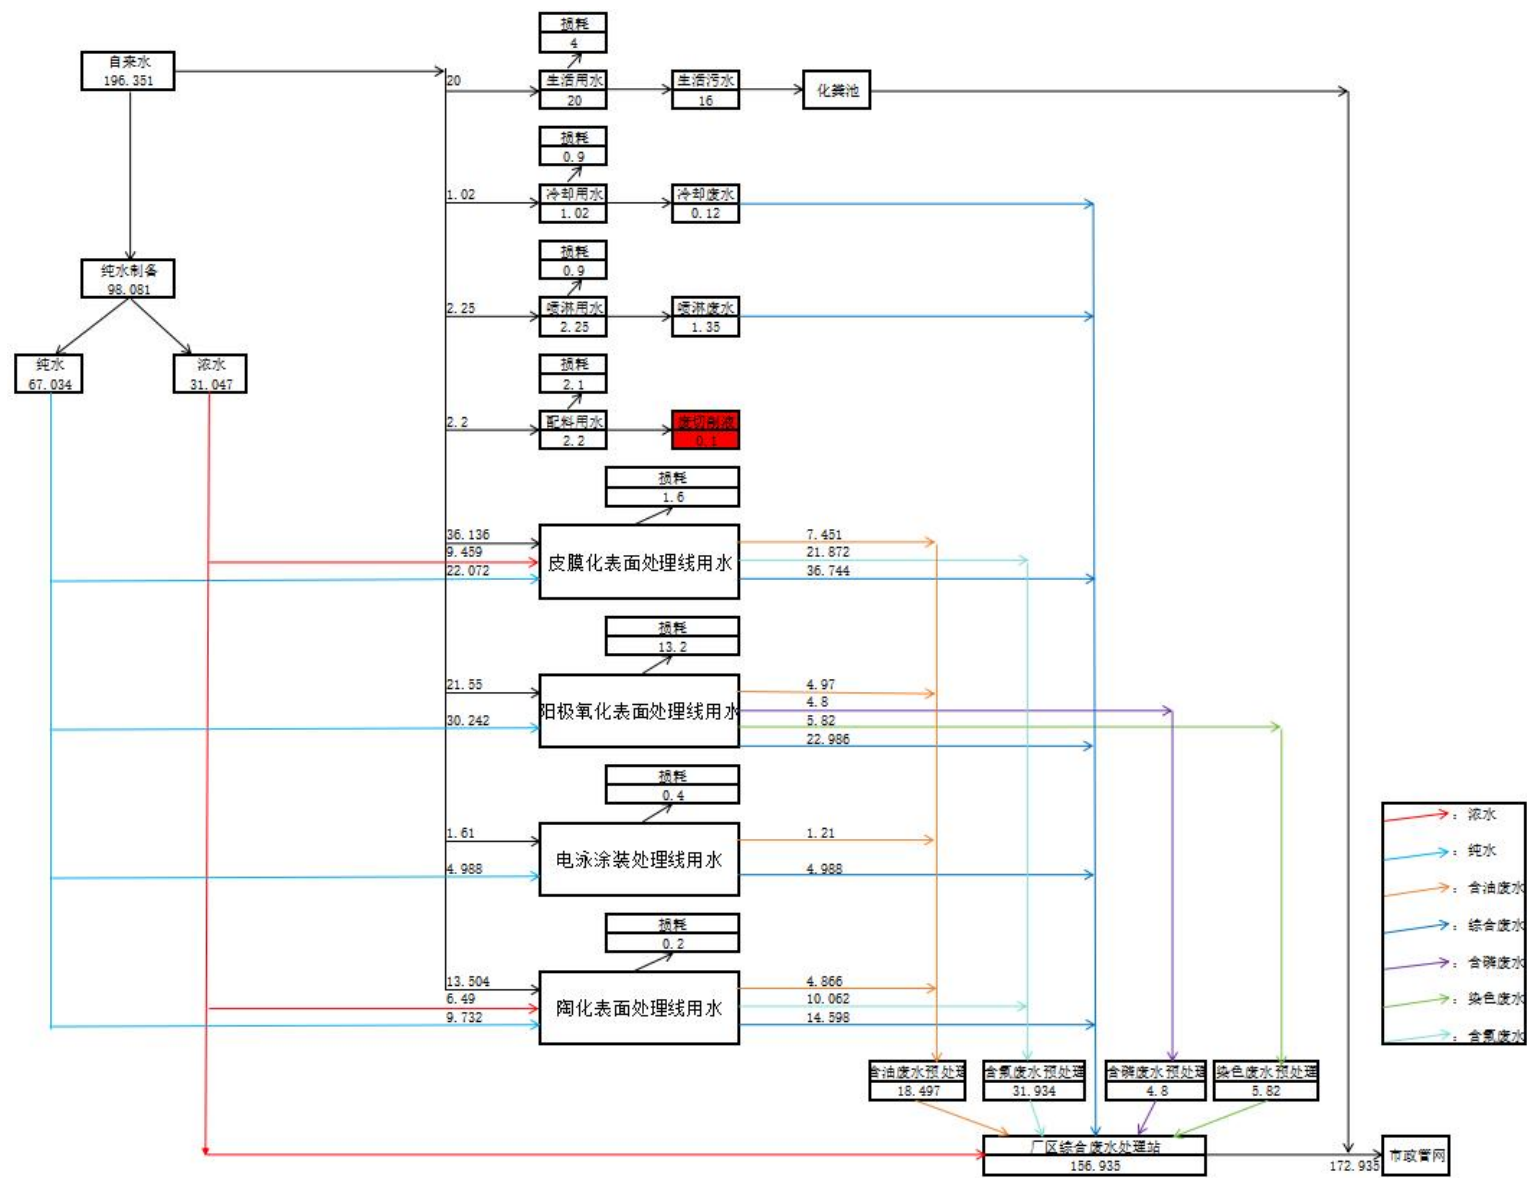 损耗
4
自来水
196.351
20
生活用水
20
生活污水
16
化粪池
损耗
0.9
1.02
冷却用水
1.02
冷却废水
0.12
纯水制备
98.081
损耗
0.9
2.25
喷淋用水
2.25
喷淋废水
1.35
纯水
67.034
浓水
31.047
损耗
2.1
2.2
配料用水
2.2
废切削液
0.1
损耗
1.6
36.136
9.459
22.072
皮膜化表面处理线用水
7.451
21.872
36.744
损耗
13.2
21.55
30.242
阳极氧化表面处理线用水
4.97
4.8
5.82
22.986
损耗
0.4
1.61
4.988
电泳涂装处理线用水
1.21
4.988
损耗
0.2
13.504
6.49
9.732
陶化表面处理线用水
4.866
10.062
14.598
：浓水
：纯水
：含油废水
：综合废水
：含磷废水
：染色废水
：含氟废水
含油废水预处理
18.497
含氟废水预处理
31.934
含磷废水预处理
4.8
染色废水预处理
5.82
厂区综合废水处理站
156.935
172.935
市政管网